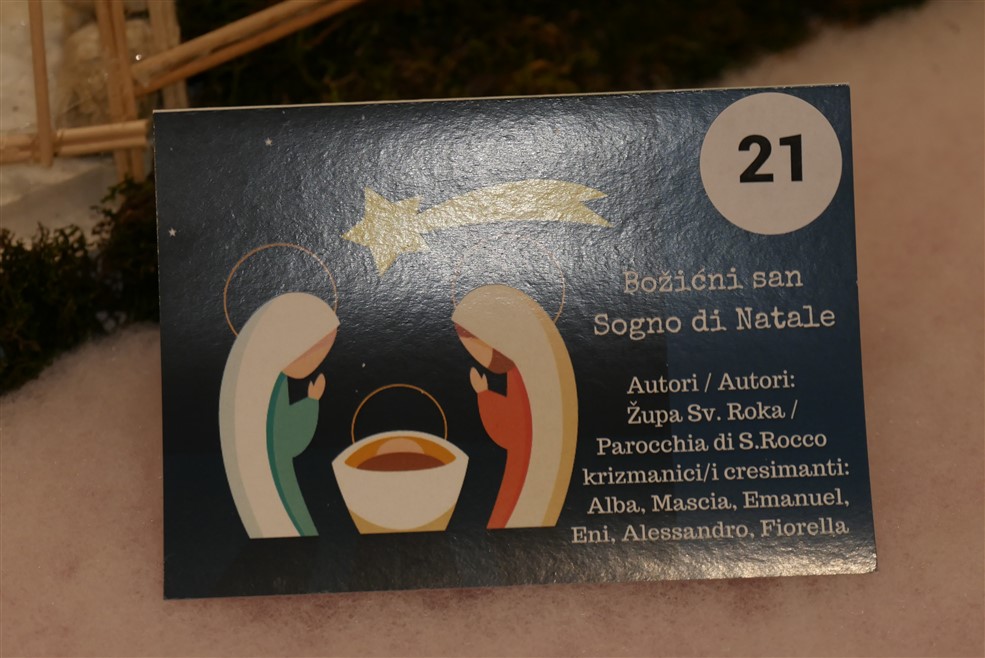 21
Božićni san
Sogno di Natale
Autori / Autori:
Župa Sv. Roka /
Parocchia di S.Rocco
krizmanici/i cresimanti:
Alba, Mascia, Emanuel,
Eni, Alessandro, Fiorella